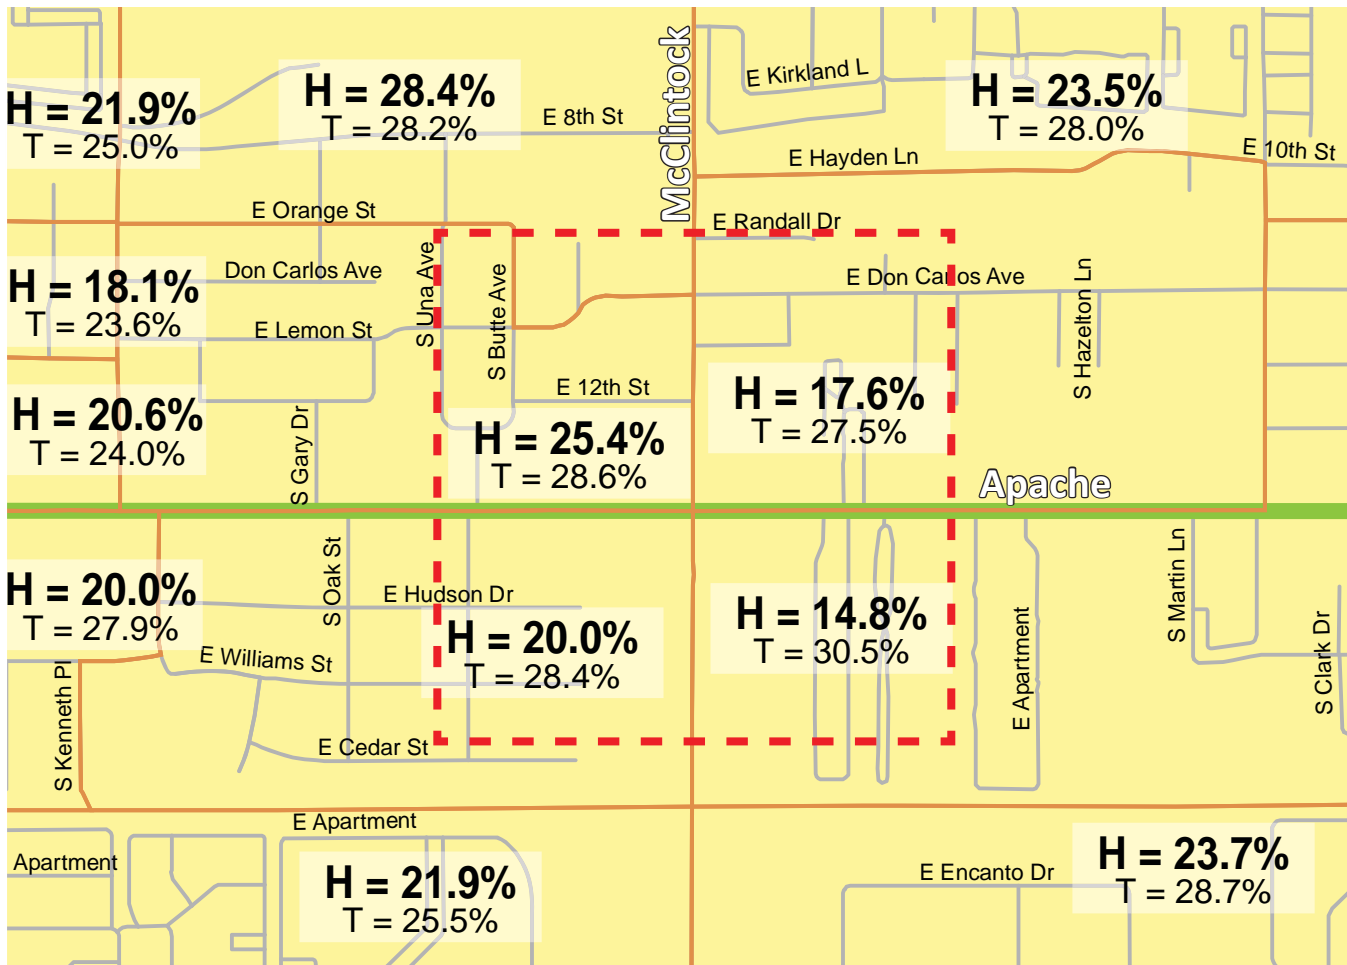 McClintock
E Kirkland L
H = 21.9%
T = 25.0%
H = 28.4%
T = 28.2%
E 8th St
H = 23.5%
T = 28.0%
E Hayden Ln
E 10th St
E Orange St
E Randall Dr
Don Carlos Ave
S Una Ave
S Butte Ave
E Don Carlos Ave
S Hazelton Ln
H = 18.1%
T = 23.6%
E Lemon St
E 12th St
H = 17.6%
T = 27.5%
H = 20.6%
T = 24.0%
S Gary Dr
H = 25.4%
T = 28.6%
Apache
S Oak St
S Martin Ln
H = 20.0%
T = 27.9%
E Hudson Dr
H = 14.8%
T = 30.5%
E Apartment
S Clark Dr
H = 20.0%
T = 28.4%
E Williams St
S Kenneth Pl
E Cedar St
E Apartment
Apartment
H = 21.9%
T = 25.5%
E Encanto Dr
H = 23.7%
T = 28.7%